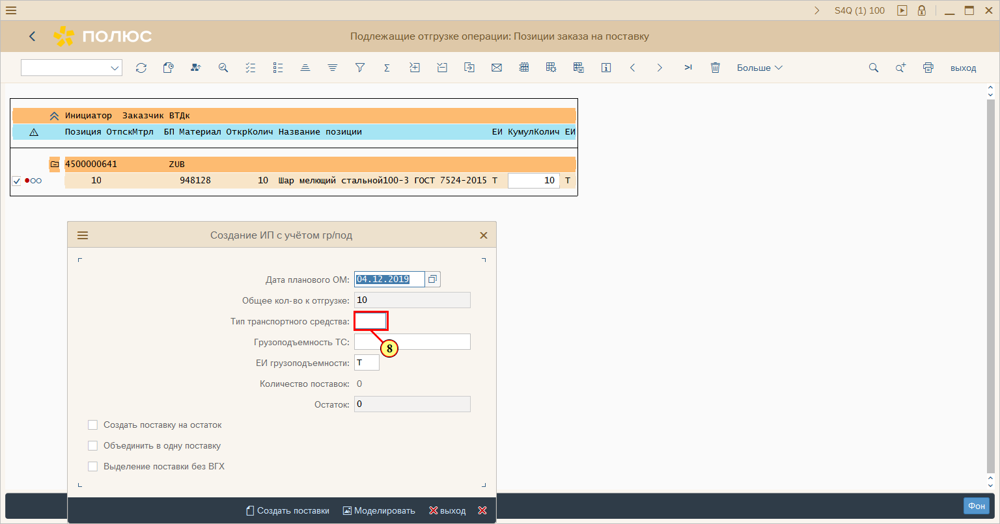 S4Q (1) 100
ПОЛЮС
Подлежащие отгрузке операции: Позиции заказа на поставку
Больше
выход
Инициатор Заказчик ВТДк
Позиция ОтпскМтрл БП Материал ОткрКолич Название позиции ЕИ КумулКолич ЕИ
4500000641 ZUB
10 948128 10 Шар мелющий стальной100-3 ГОСТ 7524-2015 Т 10 Т
Создание ИП с учётом гр/под
Дата планового ОМ: 04.12.2019
Общее кол-во к отгрузке: 10
Тип транспортного средства:
Грузоподъемность ТС:
8
ЕИ грузоподъемности: Т
Количество поставок: 0
Остаток: 0
Создать поставку на остаток
Объединить в одну поставку
Выделение поставки без ВГХ
Создать поставки Моделировать выход
Фон